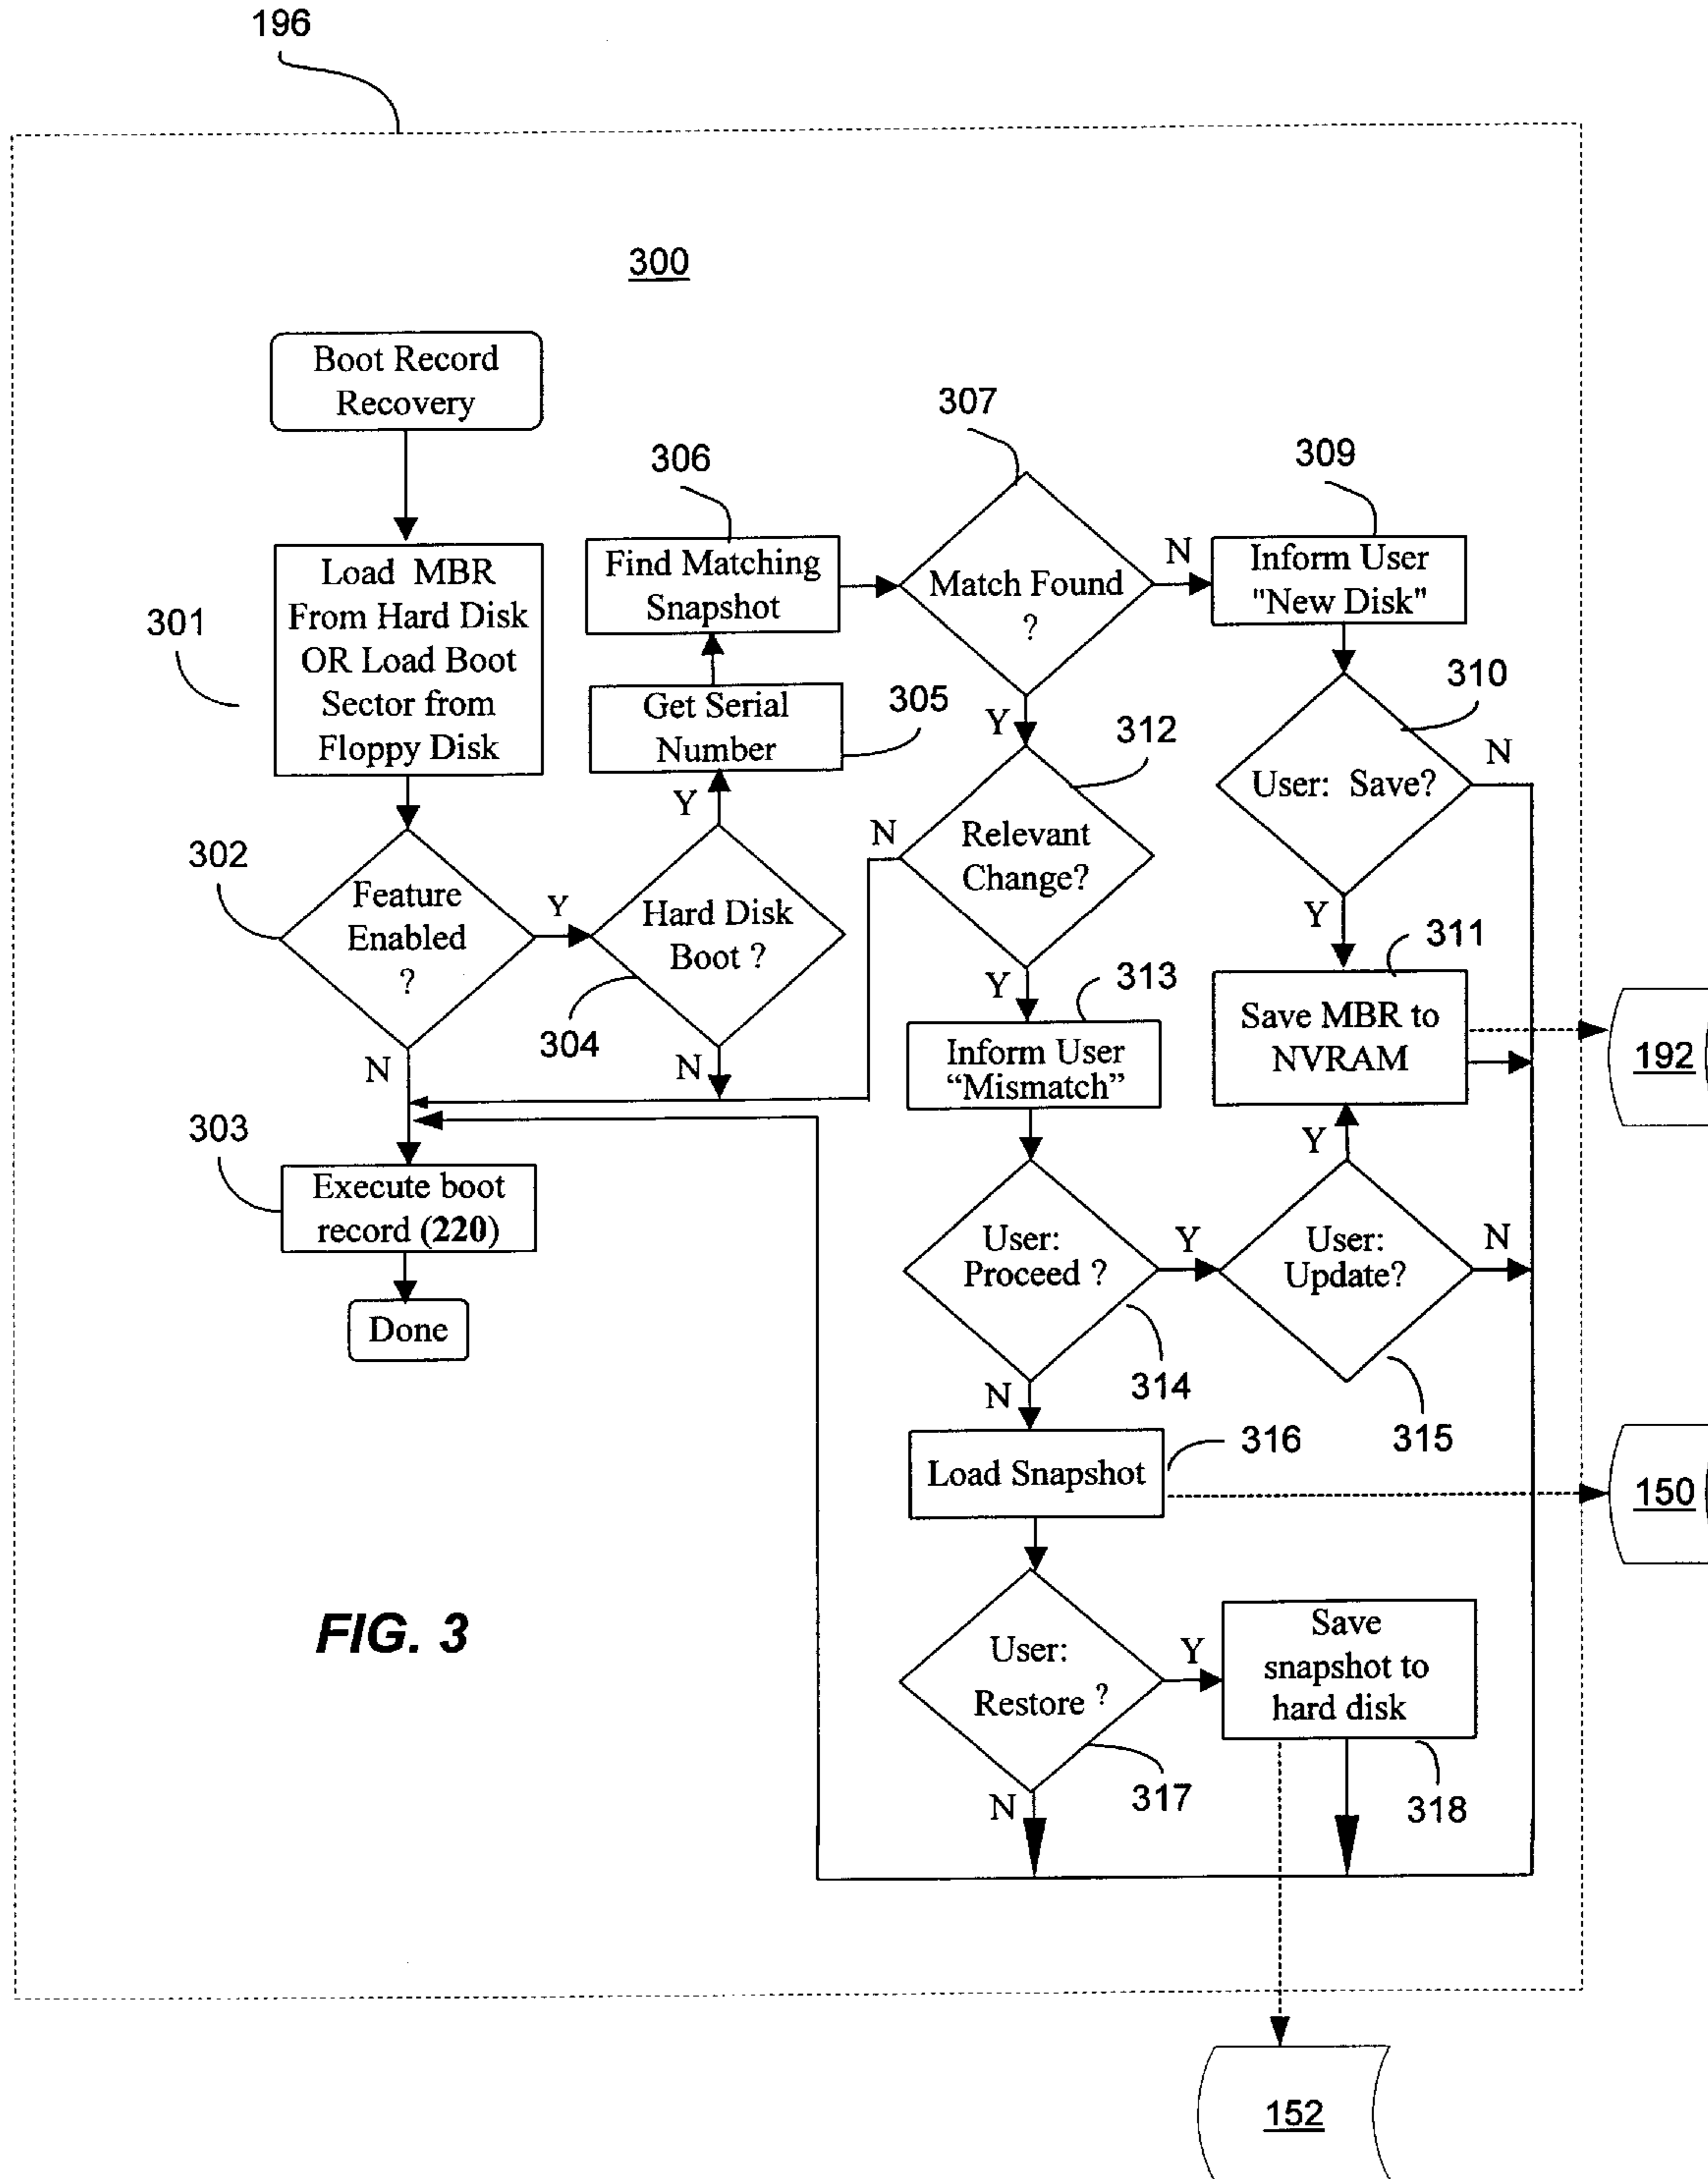 196
300
Boot Record
Recovery
301
Load MBR
From Hard Disk
OR Load Boot
Sector from
Floppy Disk
302
Feature
Enabled
?
Y
N
304
Hard Disk
Boot ?
Y
N
303
Execute boot
record (220)
Done
305
Get Serial
Number
306
Find Matching
Snapshot
307
Match Found
?
N
Y
309
Inform User
"New Disk"
310
User: Save?
N
Y
311
Save MBR to
NVRAM
192
312
Relevant
Change?
N
Y
313
Inform User
“Mismatch”
314
User:
Proceed ?
Y
N
315
User:
Update?
Y
N
316
Load Snapshot
150
317
User:
Restore ?
Y
N
318
Save
snapshot to
hard disk
152
FIG. 3